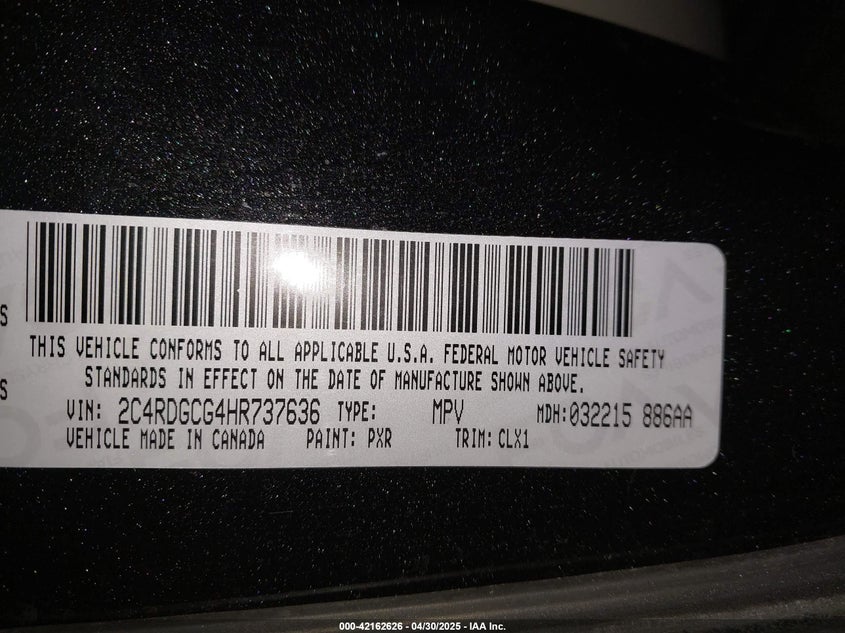 S
THIS VEHICLE CONFORMS TO ALL APPLICABLE U.S.A. FEDERAL MOTOR VEHICLE SAFETY
S
STANDARDS IN EFFECT ON THE DATE OF MANUFACTURE SHOWN ABOVE.
VIN: 2C4RDGCG4HR737636 TYPE: MPV MDH:032215 886AA
VEHICLE MADE IN CANADA PAINT: PXR TRIM: CLX1
000-42162626 - 04/30/2025 - IAA Inc.